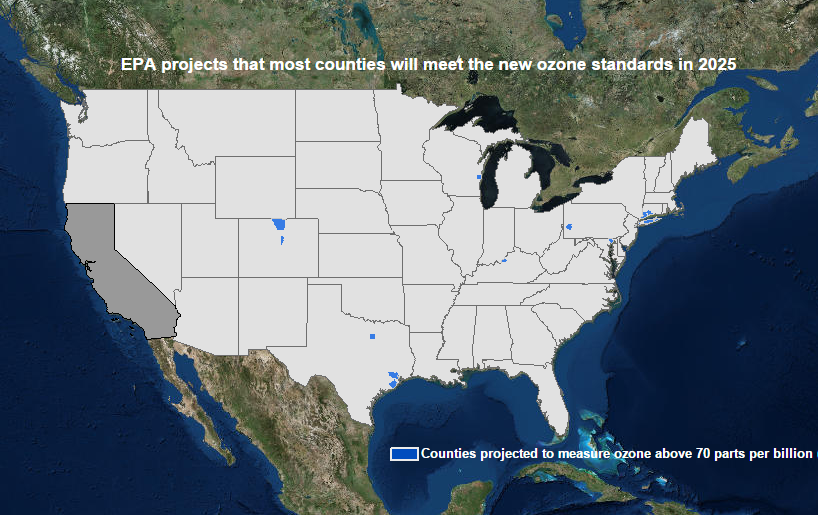 EPA projects that most counties will meet the new ozone standards in 2025
Counties projected to measure ozone above 70 parts per billion (